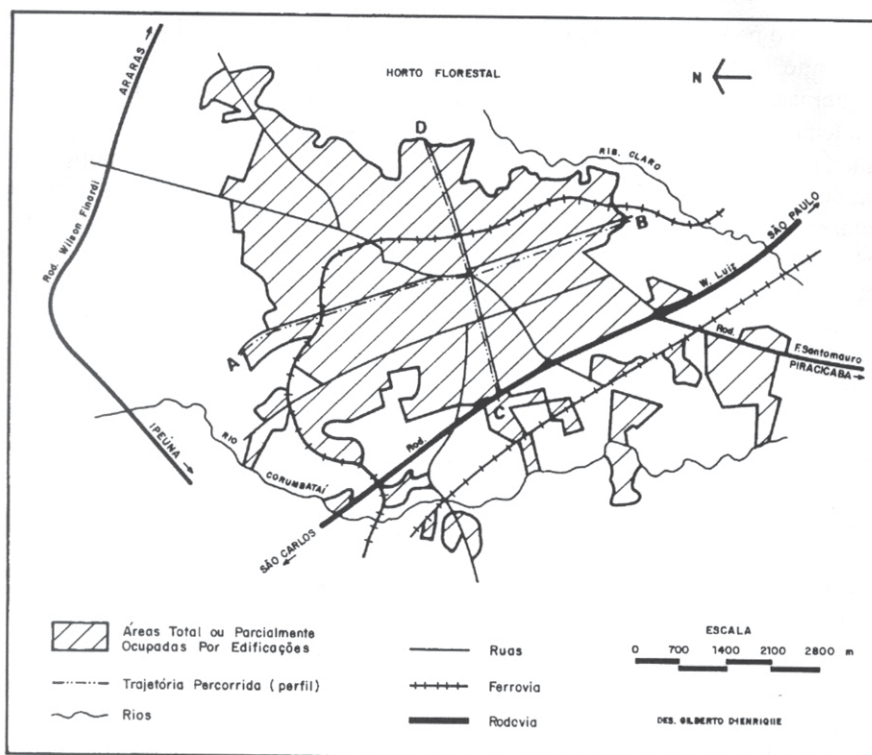 ARARAS
HORTO FLORESTAL
N
D
RIB. CLARO
Rod. Wilson Finardi
SÃO PAULO
B
W. Luiz
A
Rod.
F. Santomauro
PIRACICABA
C
IPEÚNA
RIO
CORUMBATAÍ
Rod.
SÃO CARLOS
Áreas Total ou Parcialmente
Ocupadas Por Edificações
Trajetória Percorrida (perfil)
Rios
Ruas
Ferrovia
Rodovia
ESCALA
0 700 1400 2100 2800 m
DES. GILBERTO D'HENRIQUE